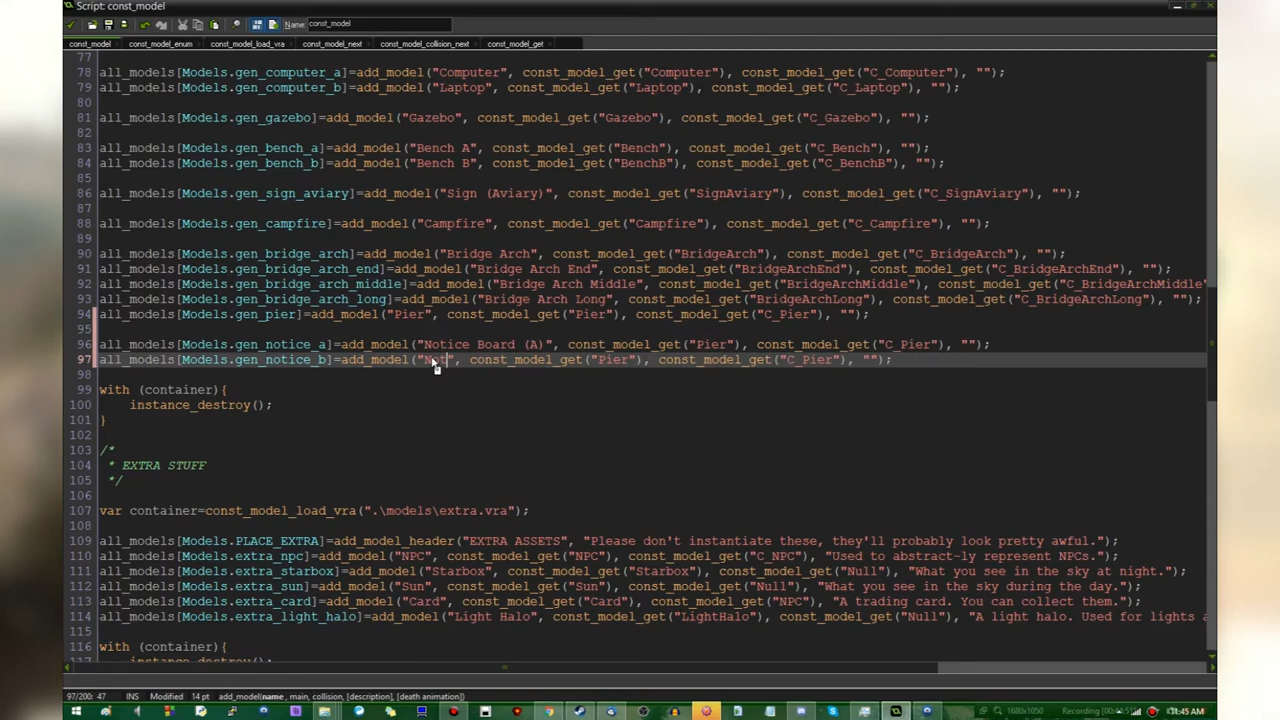 Script: const_model
Name: const_model
const_model const_model_enum const_model_load_vra const_model_next const_model_collision_next const_get
77
78 all_models[Models.gen_computer_a]=add_model("Computer", const_model_get("Computer"), const_model_get("C_Computer"), "");
79 all_models[Models.gen_computer_b]=add_model("Laptop", const_model_get("Laptop"), const_model_get("C_Laptop"), "");
80
81 all_models[Models.gen_gazebo]=add_model("Gazebo", const_model_get("Gazebo"), const_model_get("C_Gazebo"), "");
82
83 all_models[Models.gen_bench_a]=add_model("Bench A", const_model_get("Bench"), const_model_get("C_Bench"), "");
84 all_models[Models.gen_bench_b]=add_model("Bench B", const_model_get("BenchB"), const_model_get("C_BenchB"), "");
85
86 all_models[Models.gen_sign_aviary]=add_model("Sign (Aviary)", const_model_get("SignAviary"), const_model_get("C_SignAviary"), "");
87
88 all_models[Models.gen_campfire]=add_model("Campfire", const_model_get("Campfire"), const_model_get("C_Campfire"), "");
89
90 all_models[Models.gen_bridge_arch]=add_model("Bridge Arch", const_model_get("BridgeArch"), const_model_get("C_BridgeArch"), "");
91 all_models[Models.gen_bridge_arch_end]=add_model("Bridge Arch End", const_model_get("BridgeArchEnd"), const_model_get("C_BridgeArchEnd"), "");
92 all_models[Models.gen_bridge_arch_middle]=add_model("Bridge Arch Middle", const_model_get("BridgeArchMiddle"), const_model_get("C_BridgeArchMiddle"
93 all_models[Models.gen_bridge_arch_long]=add_model("Bridge Arch Long", const_model_get("BridgeArchLong"), const_model_get("C_BridgeArchLong"), "");
94 all_models[Models.gen_pier]=add_model("Pier", const_model_get("Pier"), const_model_get("C_Pier"), "");
95
96 all_models[Models.gen_notice_a]=add_model("Notice Board (A)", const_model_get("Pier"), const_model_get("C_Pier"), "");
97 all_models[Models.gen_notice_b]=add_model("Not", const_model_get("Pier"), const_model_get("C_Pier"), "");
98
99 with (container){
100 instance_destroy();
101 }
102
103 /*
104 * EXTRA STUFF
105 */
106
107 var container=const_model_load_vra(".\models\extra.vra");
108
109 all_models[Models.PLACE_EXTRA]=add_model_header("EXTRA ASSETS", "Please don't instantiate these, they'll probably look pretty awful.");
110 all_models[Models.extra_npc]=add_model("NPC", const_model_get("NPC"), const_model_get("C_NPC"), "Used to abstract-ly represent NPCs.");
111 all_models[Models.extra_starbox]=add_model("Starbox", const_model_get("Starbox"), const_model_get("Null"), "What you see in the sky at night.");
112 all_models[Models.extra_sun]=add_model("Sun", const_model_get("Sun"), const_model_get("Null"), "What you see in the sky during the day.");
113 all_models[Models.extra_card]=add_model("Card", const_model_get("Card"), const_model_get("NPC"), "A trading card. You can collect them.");
114 all_models[Models.extra_light_halo]=add_model("Light Halo", const_model_get("LightHalo"), const_model_get("Null"), "A light halo. Used for lights a
115
116 with (container){
117 instance_destroy();
97/200: 47 INS Modified 14 pt add_model(name, main, collision, [description], [death animation])
1680x1050 Recording :45 AM